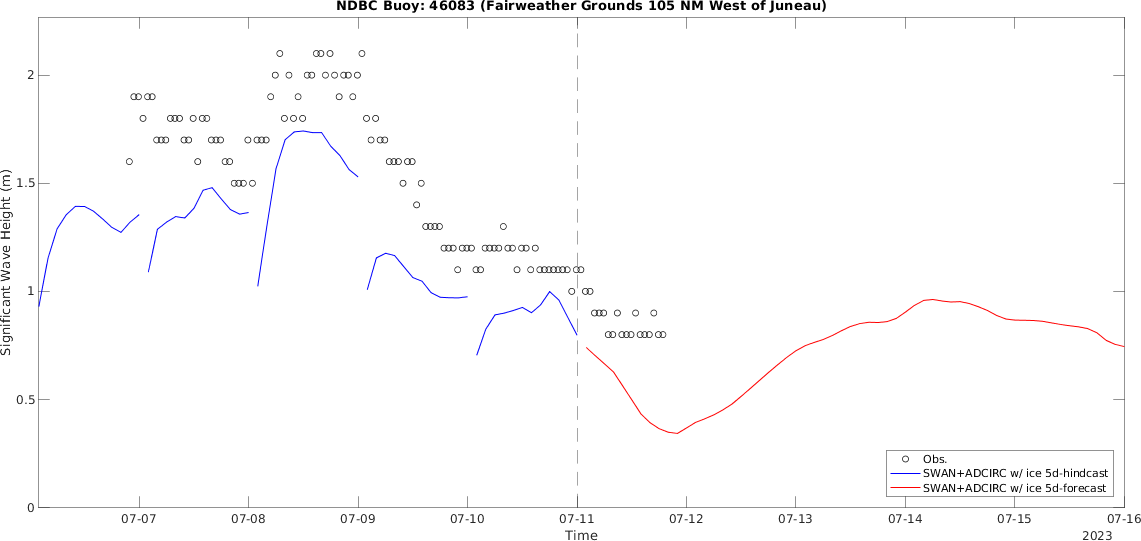 NDBC Buoy: 46083 (Fairweather Grounds 105 NM West of Juneau)
2
1.5
1
0.5
0
Significant Wave Height (m)
07-07 07-08 07-09 07-10 07-11 07-12 07-13 07-14 07-15 07-16
Time
2023
Obs.
SWAN+ADCIRC w/ ice 5d-hindcast
SWAN+ADCIRC w/ ice 5d-forecast